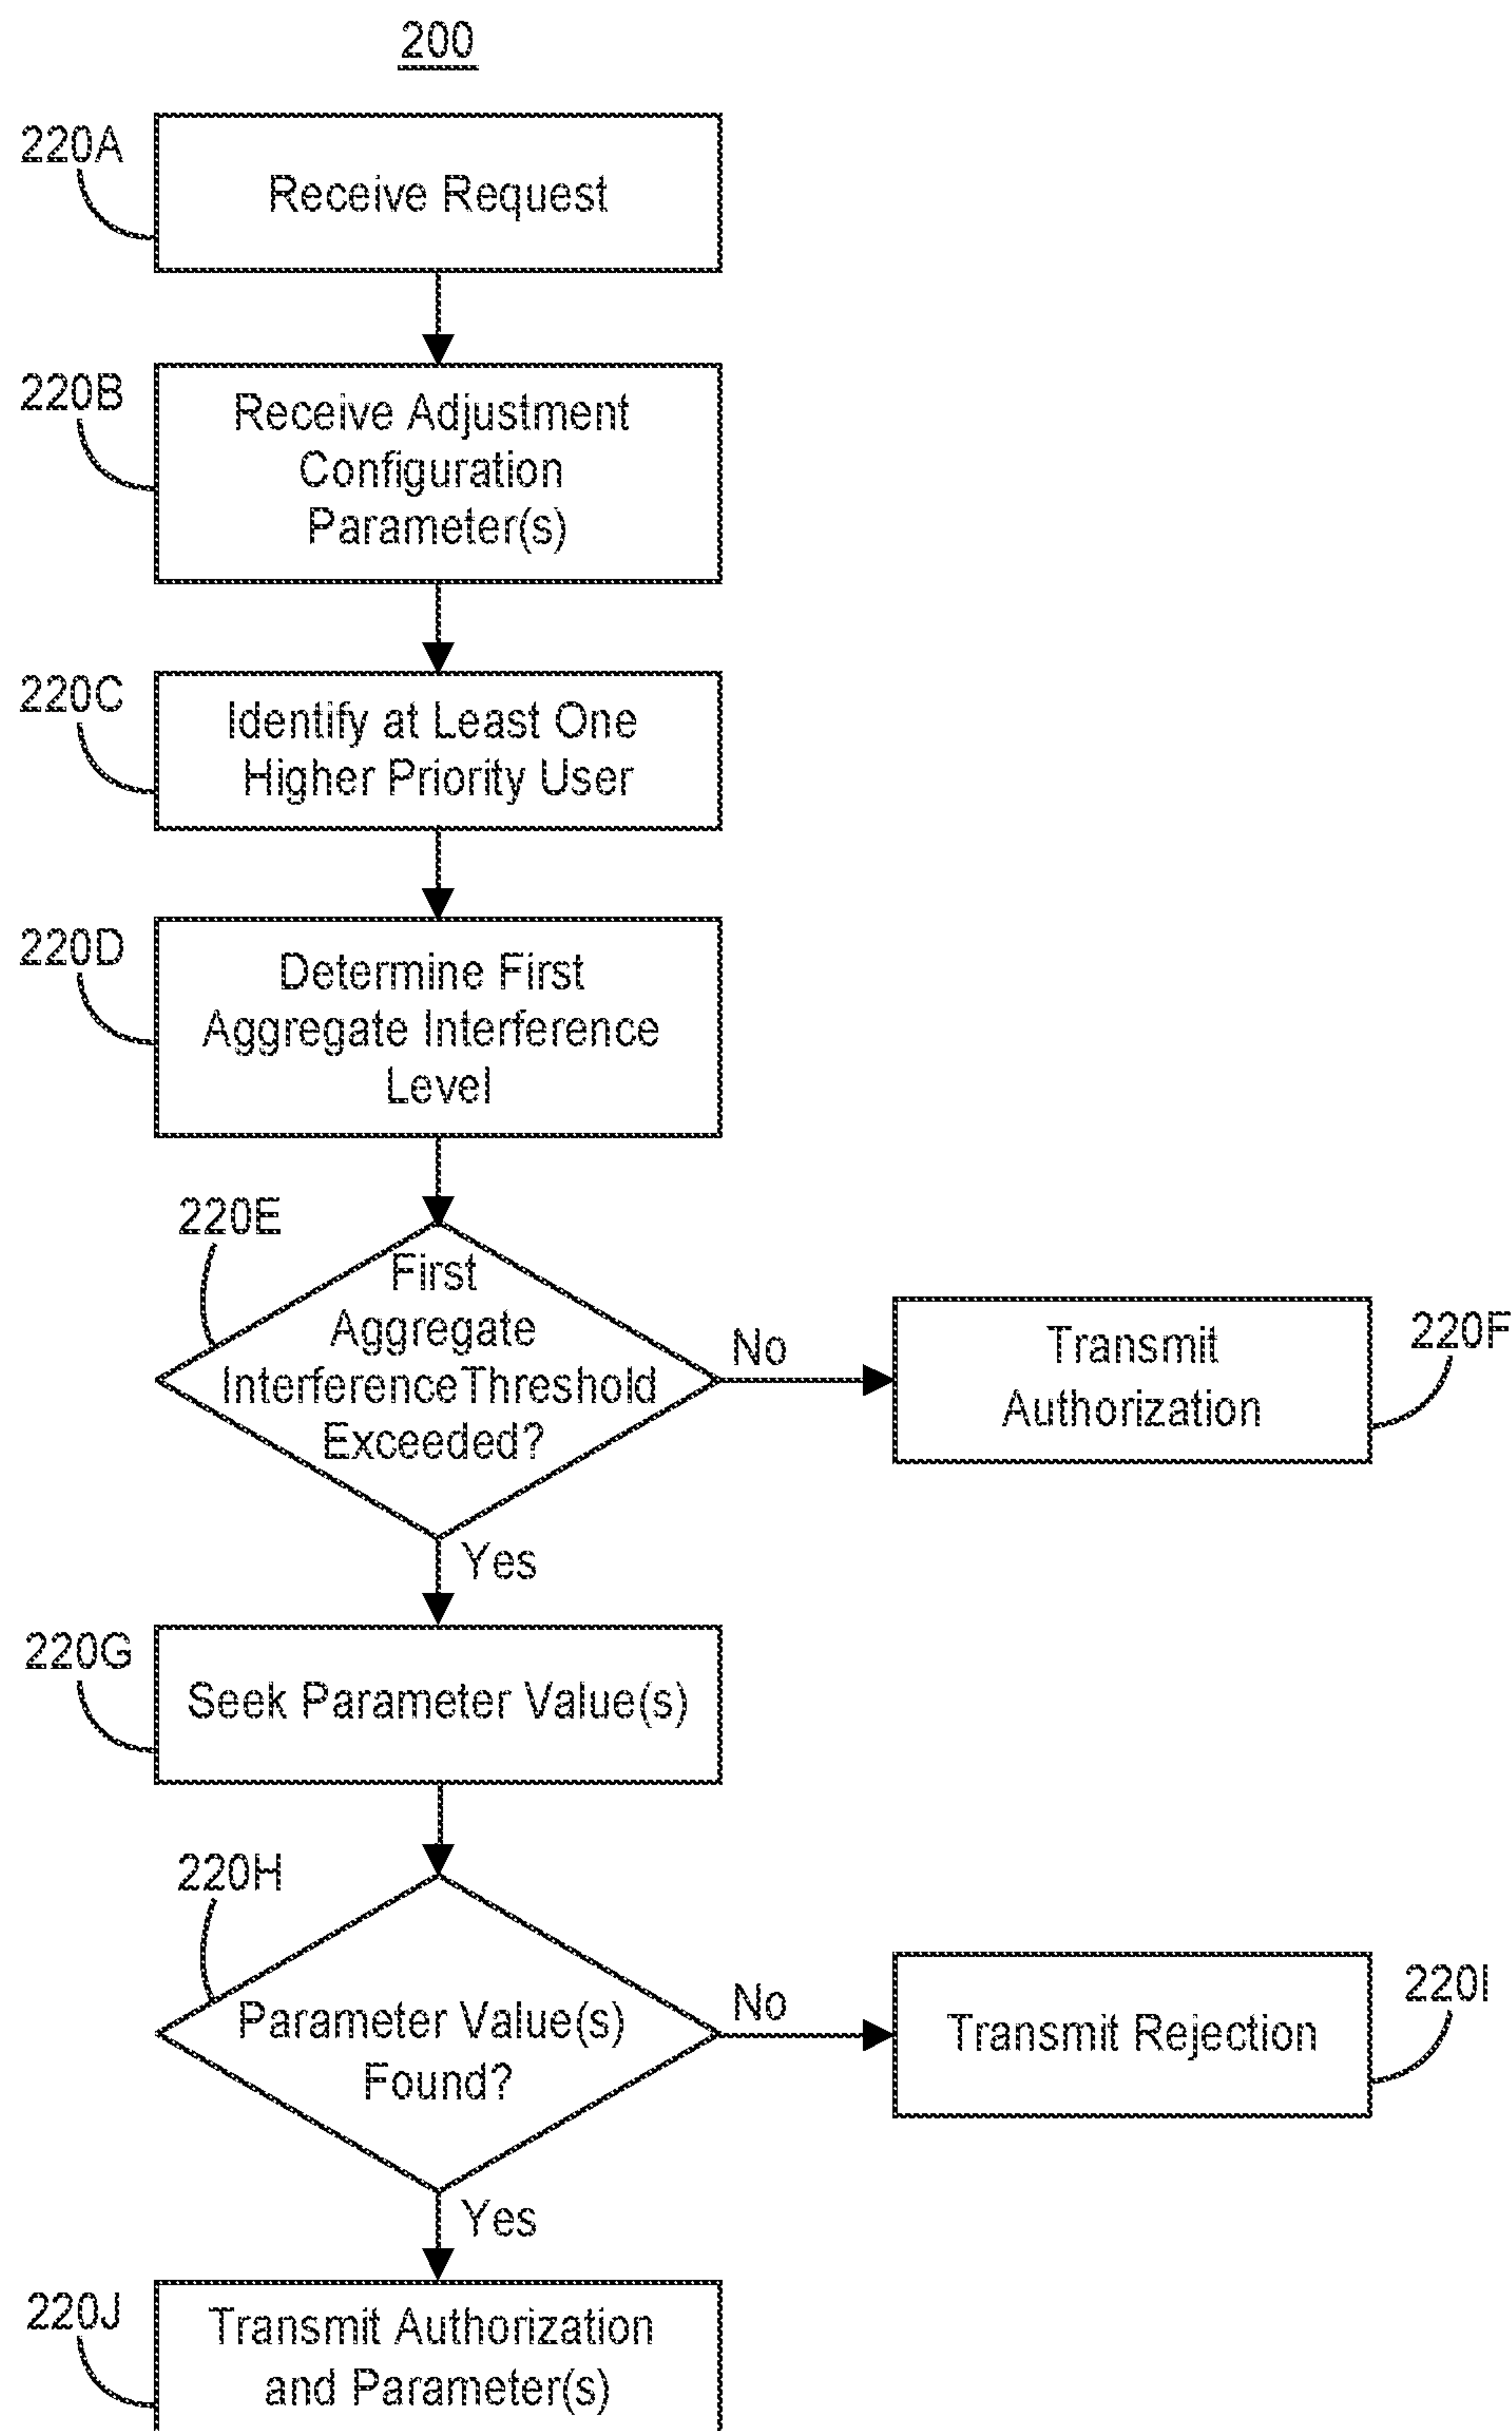 200
220A
Receive Request
220B
Receive Adjustment
Configuration
Parameter(s)
220C
Identify at Least One
Higher Priority User
220D
Determine First
Aggregate Interference
Level
220E
First
Aggregate
InterferenceThreshold
Exceeded?
No
Transmit
Authorization
220F
Yes
220G
Seek Parameter Value(s)
220H
Parameter Value(s)
Found?
No
Transmit Rejection
220I
Yes
220J
Transmit Authorization
and Parameter(s)